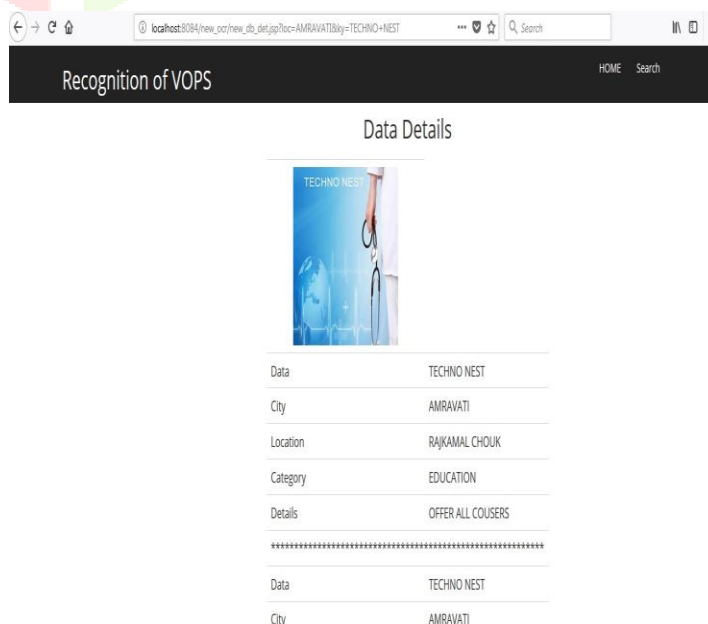 localhost:8084/new_ocr/new_db_det.jsp?loc=AMRAVATI&ky=TECHNO+NEST
Search
Recognition of VOPS
HOME Search
Data Details
TECHNO NEST
Data TECHNO NEST
City AMRAVATI
Location RAJKAMAL CHOUK
Category EDUCATION
Details OFFER ALL COUSERS
***********************************************************
Data TECHNO NEST
City AMRAVATI